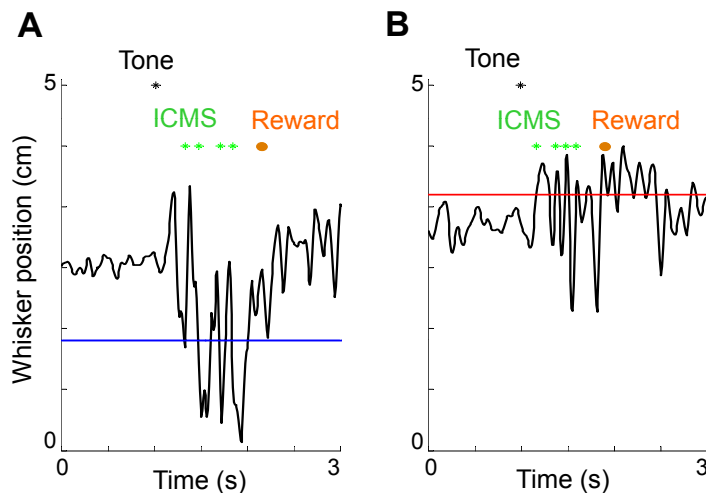 A
Tone
5
ICMS
Reward
Whisker position (cm)
0
0
3
Time (s)
B
Tone
5
ICMS
Reward
0
0
3
Time (s)